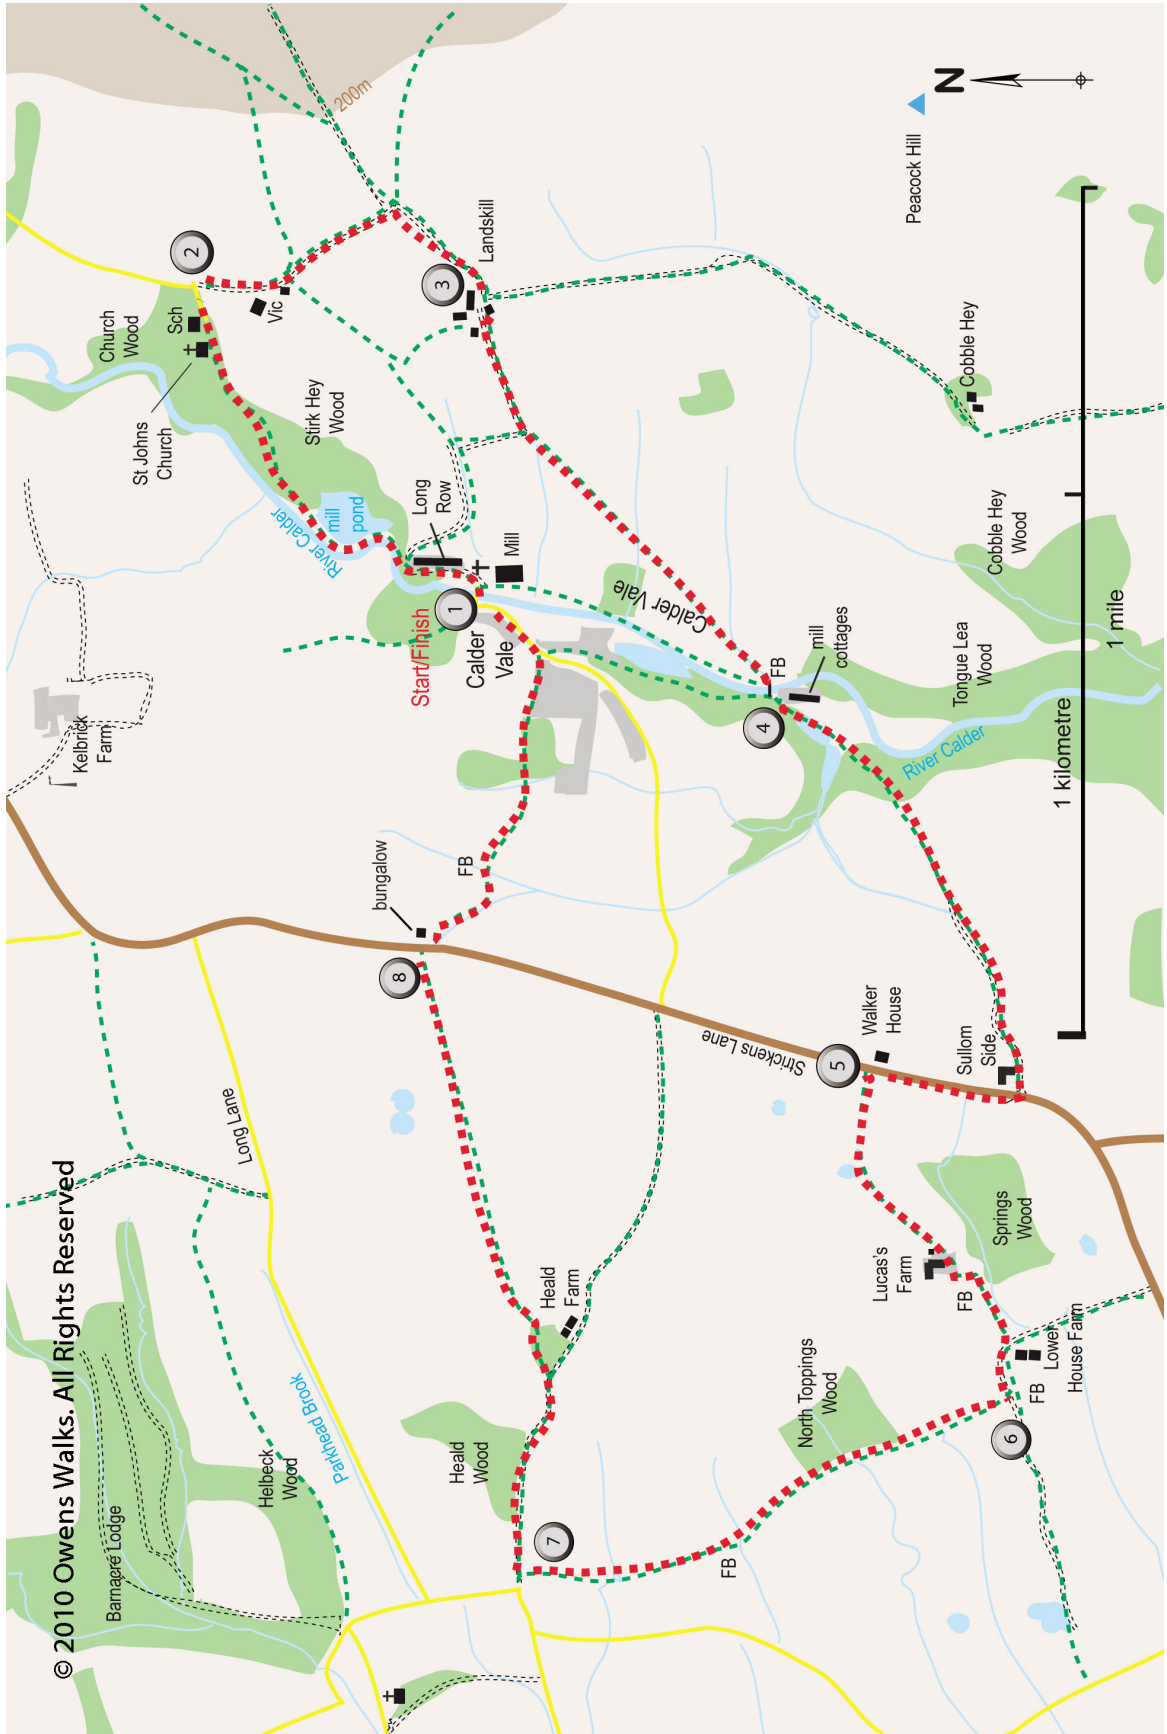 © 2010 Owens Walks. All Rights Reserved
Barnacre Lodge
Helbeck
Wood
Parkhead Brook
Long Lane
Kelbrick
Farm
St Johns
Church
Church
Wood
Sch
2
Vic
200m
Stirk Hey
Wood
River Calder
mill
pond
Long
Row
Start/Finish
1
Calder
Vale
Mill
3
Landskill
bungalow
8
FB
Heald
Wood
Heald
Farm
7
FB
Calder Vale
FB
mill
cottages
4
Strickens Lane
5
Walker
House
North Toppings
Wood
Lucas's
Farm
FB
Springs
Wood
Sullom
Side
River Calder
Tongue Lea
Wood
Cobble Hey
Wood
Cobble Hey
Peacock Hill
N
6
FB
Lower
House Farm
1 kilometre
1 mile